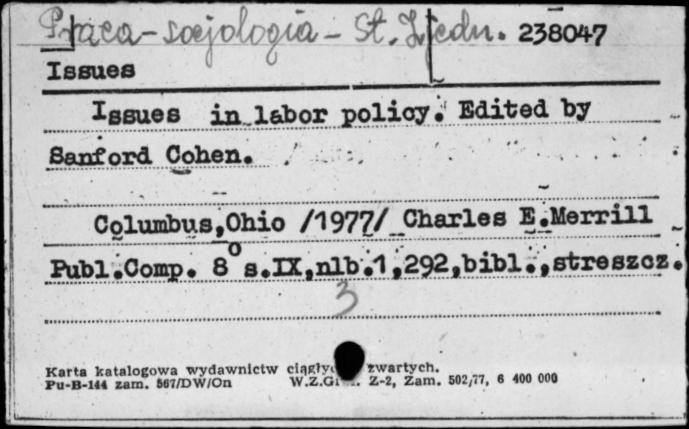 Praca-socjologia - St. Zjedn. 238047
Issues
Issues in labor policy. Edited by
Sanford Cohen.
Columbus,Ohio /1977/ Charles E.Merrill
Publ.Comp. 8° s.IX,nlb.1,292,bibl.,streszcz.
3
Karta katalogowa wydawnictw zwartych.
Pu-B-144 zam. 567/DW/On W.Z.Gr Z-2, Zam. 502/77, 6 400 000